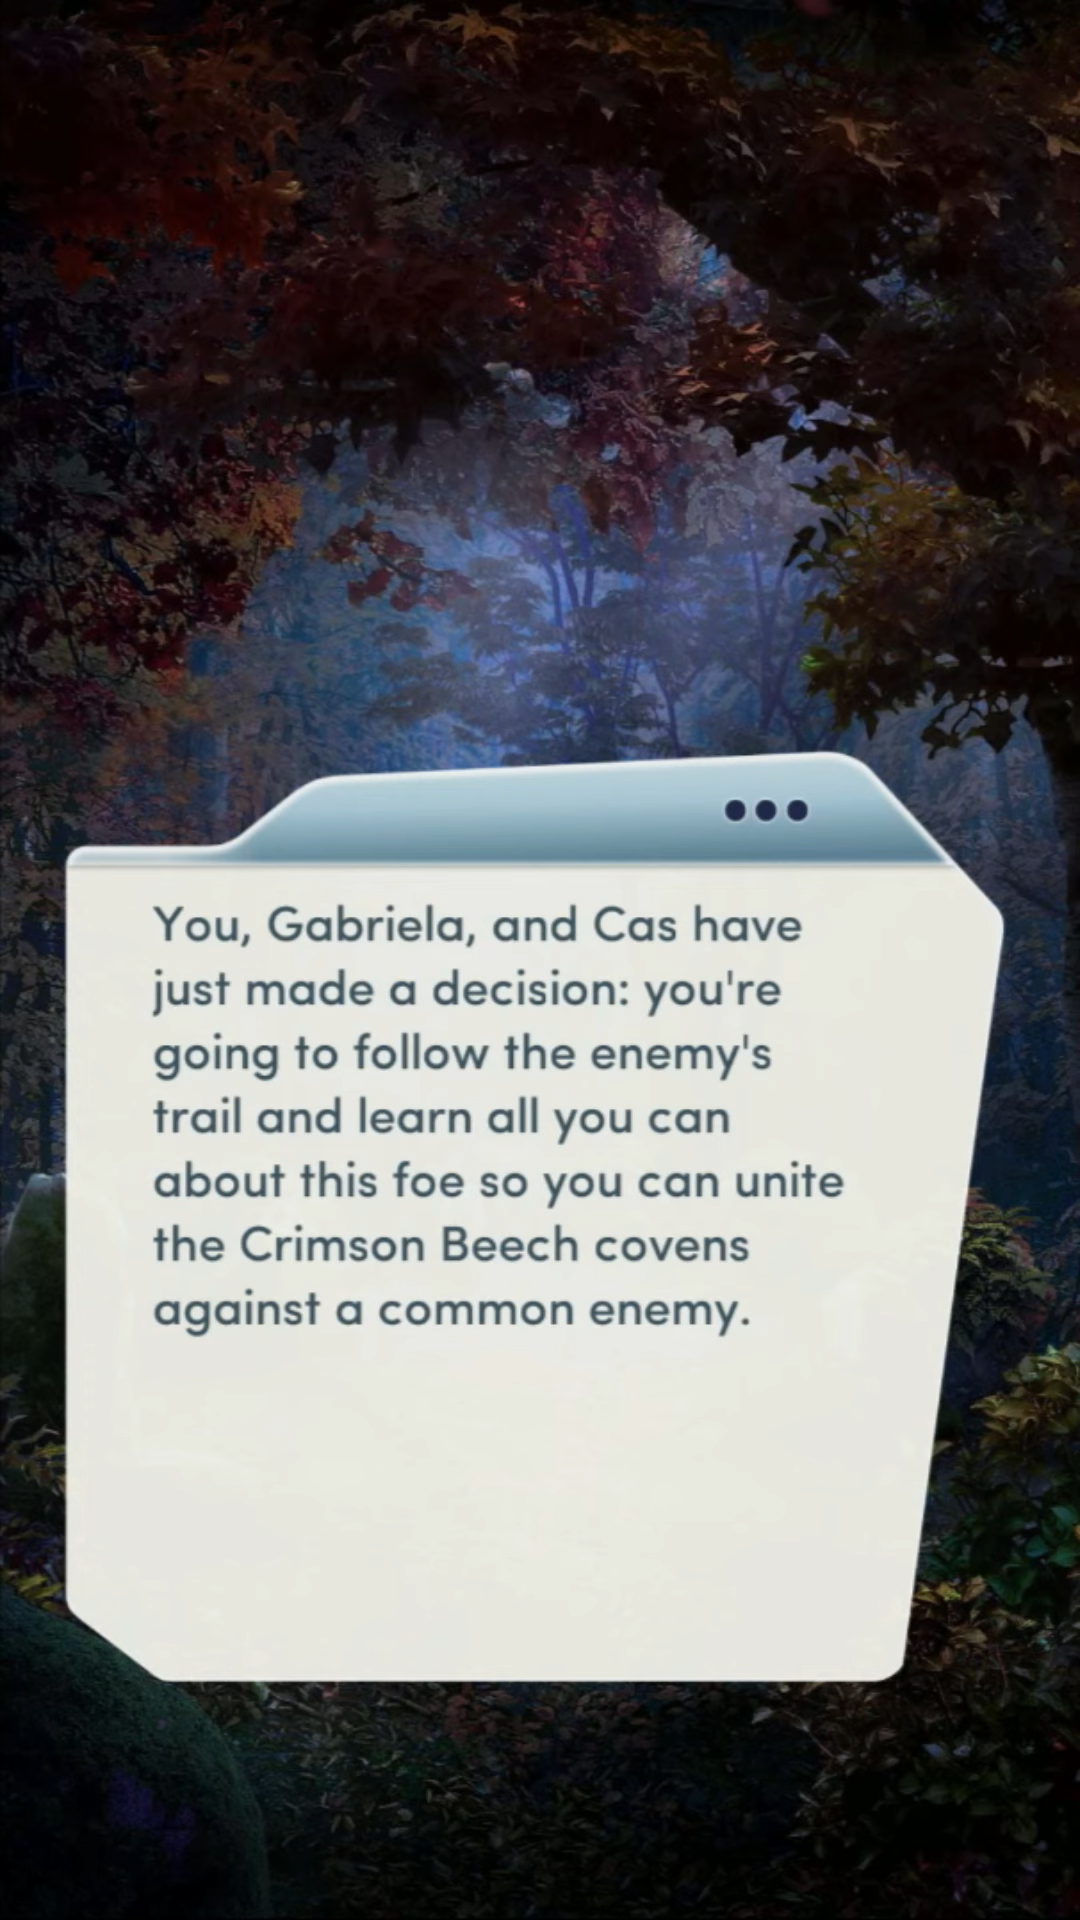 You, Gabriela, and Cas have
just made a decision: you're
going to follow the enemy's
trail and learn all you can
about this foe so you can unite
the Crimson Beech covens
against a common enemy.